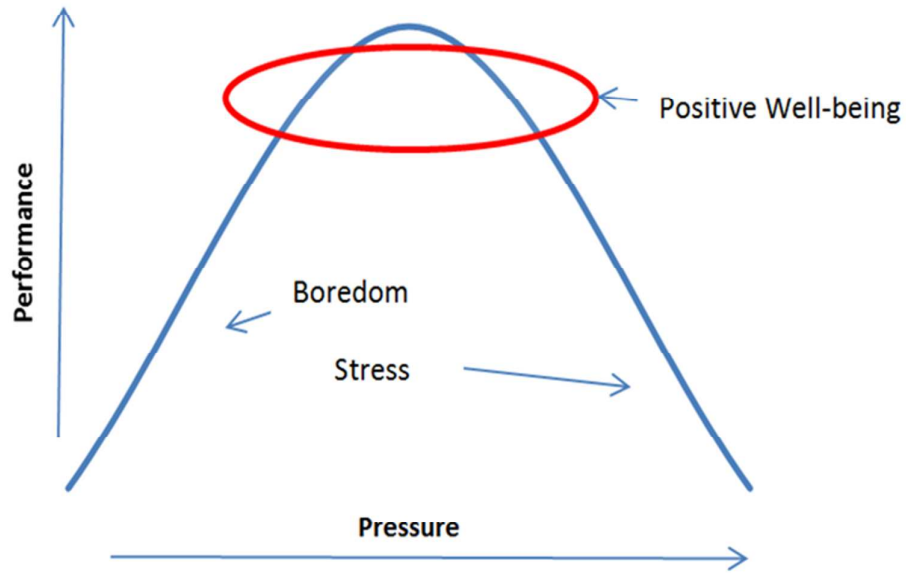 Positive Well-being
Performance
Boredom
Stress
Pressure